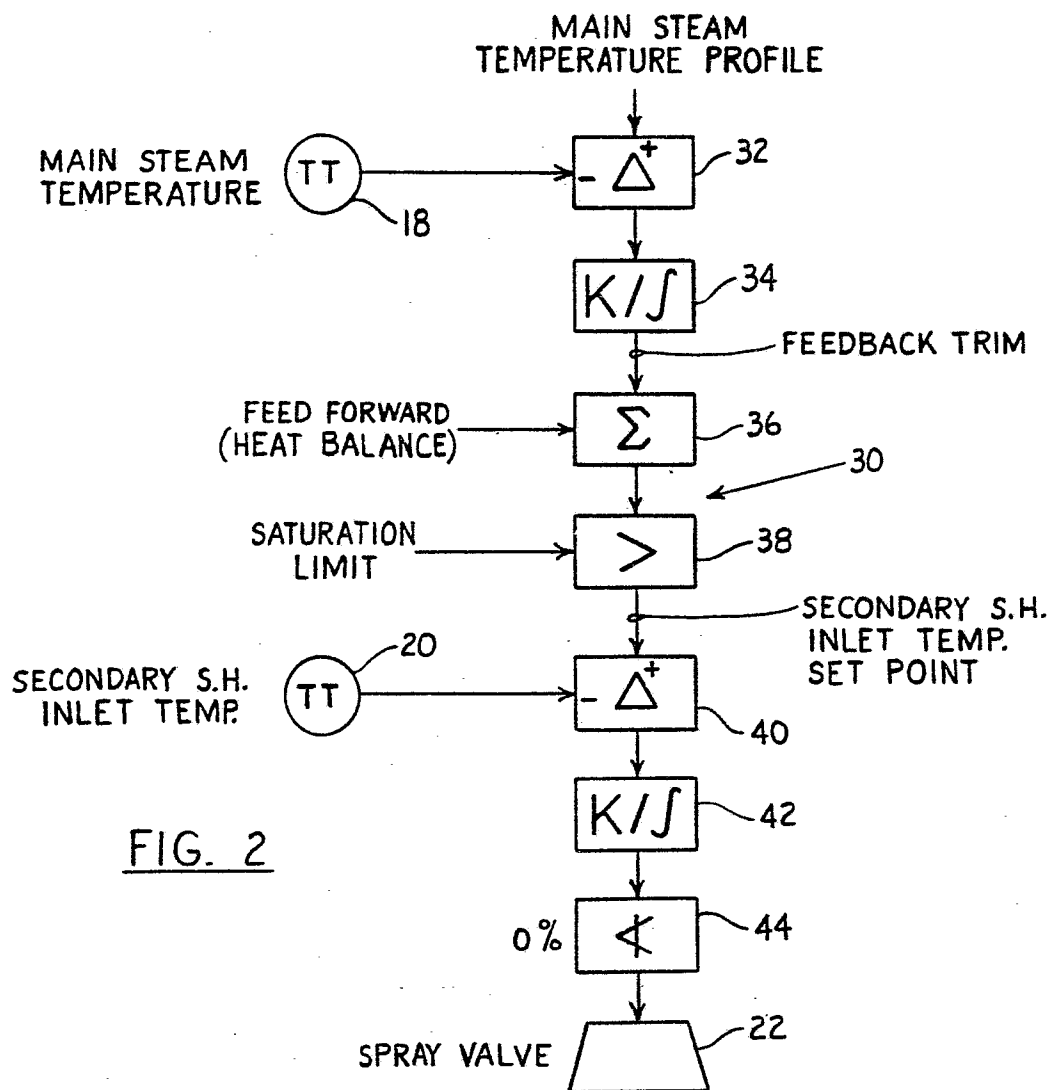 MAIN STEAM
TEMPERATURE PROFILE
MAIN STEAM
TEMPERATURE
TT
18
- Δ+
32
K/∫
34
FEEDBACK TRIM
FEED FORWARD
(HEAT BALANCE)
Σ
36
30
SATURATION
LIMIT
>
38
SECONDARY S.H.
INLET TEMP.
SET POINT
SECONDARY S.H.
INLET TEMP.
TT
20
- Δ+
40
K/∫
42
FIG. 2
0%
≮
44
SPRAY VALVE
22